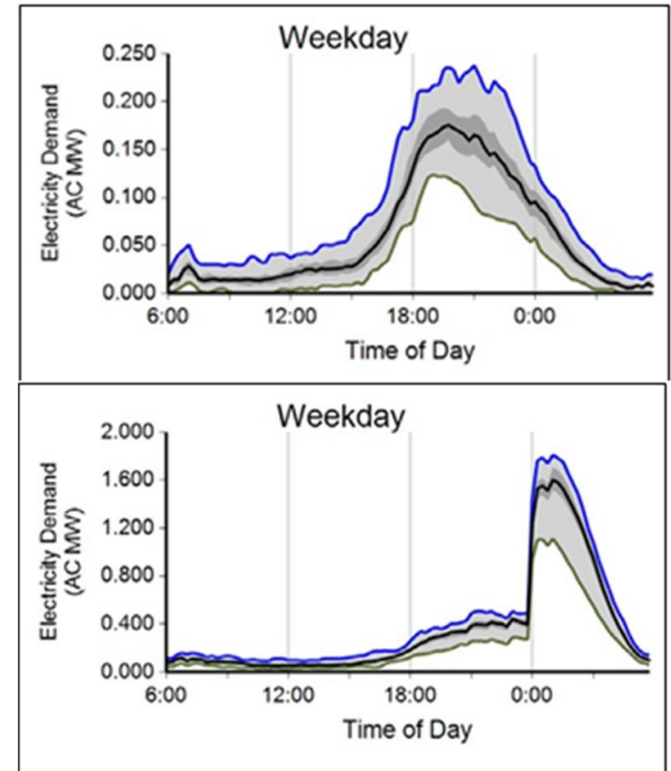 Weekday
Electricity Demand
(AC MW)
0.250
0.200
0.150
0.100
0.050
0.000
6:00 12:00 18:00 0:00
Time of Day
Weekday
Electricity Demand
(AC MW)
2.000
1.600
1.200
0.800
0.400
0.000
6:00 12:00 18:00 0:00
Time of Day